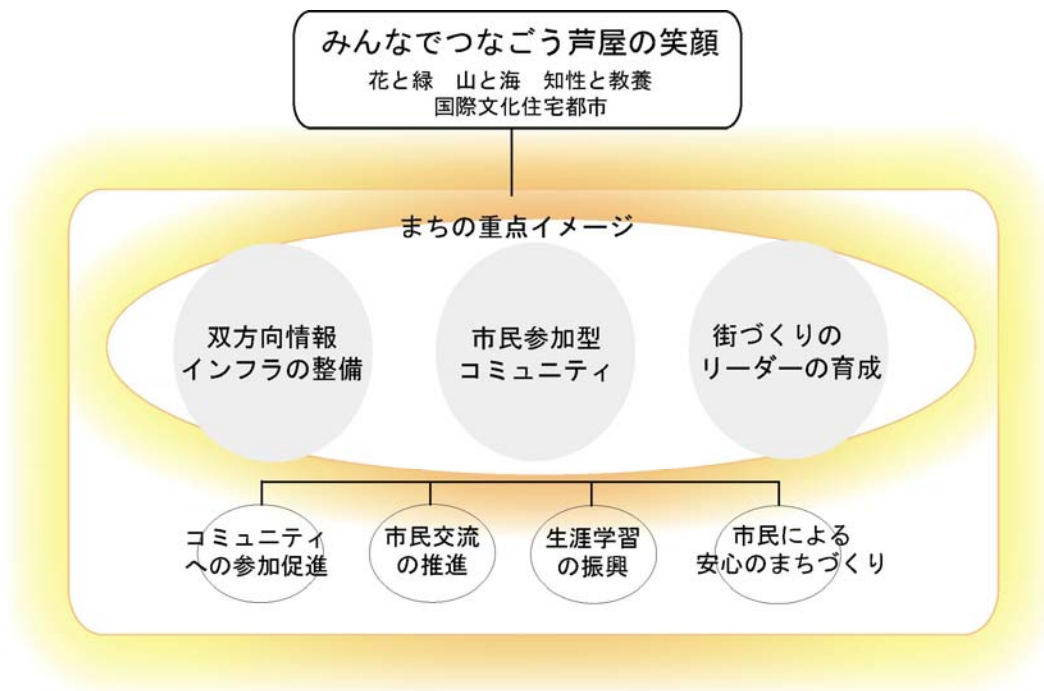 みんなでつなごう芦屋の笑顔
花と緑　山と海　知性と教養
国際文化住宅都市
まちの重点イメージ
双方向情報
インフラの整備
市民参加型
コミュニティ
街づくりの
リーダーの育成
コミュニティ
への参加促進
市民交流
の推進
生涯学習
の振興
市民による
安心のまちづくり